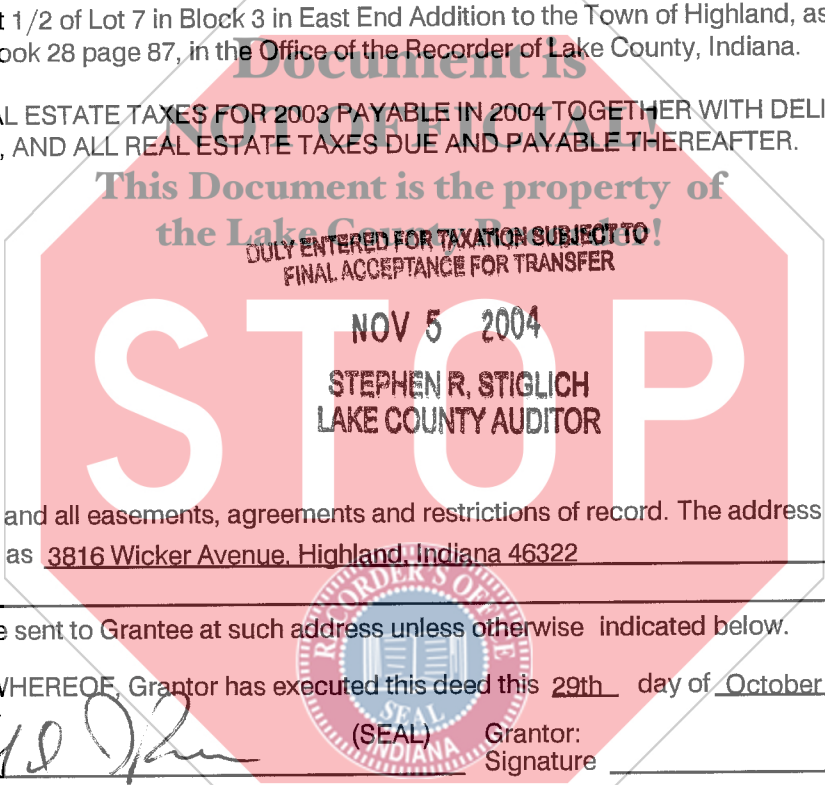 t 1/2 of Lot 7 in Block 3 in East End Addition to the Town of Highland, as
ook 28 page 87, in the Office of the Recorder of Lake County, Indiana.
Document is
AL ESTATE TAXES FOR 2003 PAYABLE IN 2004 TOGETHER WITH DELI
NOT OFFICIAL!
, AND ALL REAL ESTATE TAXES DUE AND PAYABLE THEREAFTER.
This Document is the property of
the Lake County Recorder!
DULY ENTERED FOR TAXATION SUBJECT TO
FINAL ACCEPTANCE FOR TRANSFER
NOV 5 2004
STEPHEN R. STIGLICH
LAKE COUNTY AUDITOR
STOP
and all easements, agreements and restrictions of record. The address
as 3816 Wicker Avenue, Highland, Indiana 46322
RECORDER'S OFFICE
e sent to Grantee at such address unless otherwise indicated below.
WHEREOF, Grantor has executed this deed this 29th day of October
SEAL
INDIANA
(SEAL) Grantor:
Signature